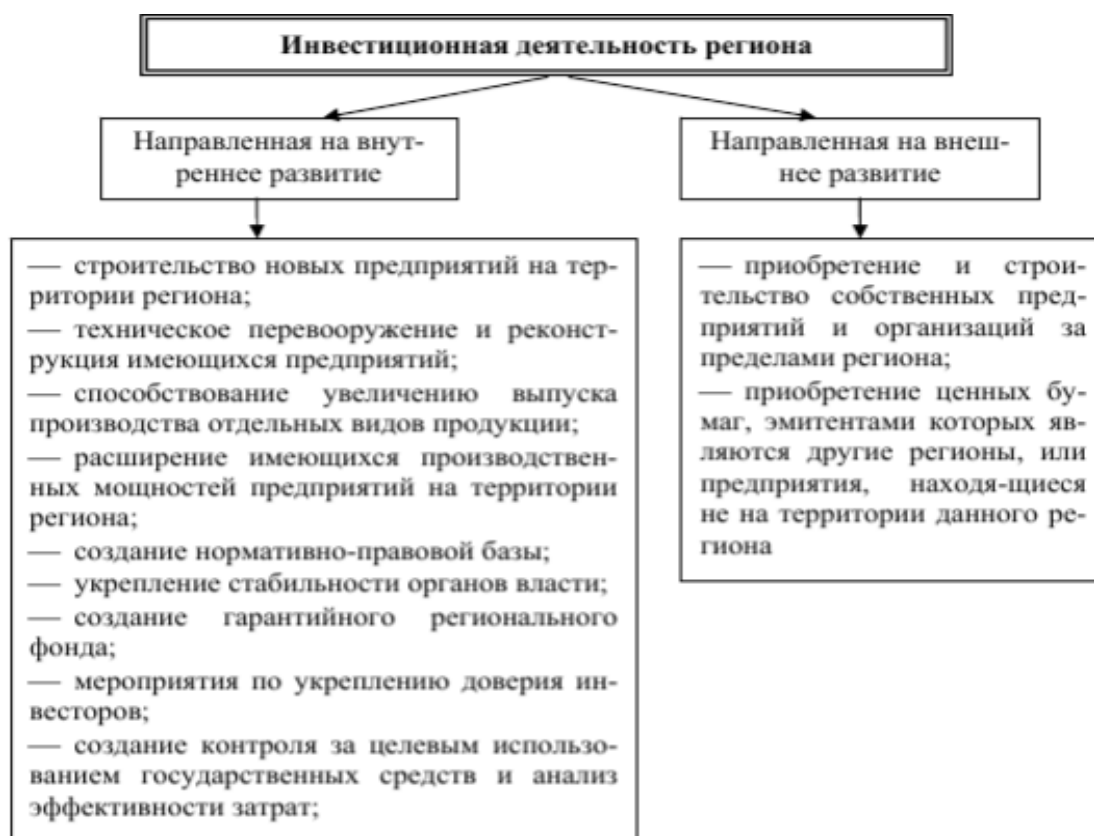 Инвестиционная деятельность региона
Направленная на внут-
реннее развитие
Направленная на внеш-
нее развитие
— строительство новых предприятий на тер-
ритории региона;
— техническое перевооружение и реконст-
рукция имеющихся предприятий;
— способствование увеличению выпуска
производства отдельных видов продукции;
— расширение имеющихся производствен-
ных мощностей предприятий на территории
региона;
— создание нормативно-правовой базы;
— укрепление стабильности органов власти;
— создание гарантийного регионального
фонда;
— мероприятия по укреплению доверия ин-
весторов;
— создание контроля за целевым использо-
ванием государственных средств и анализ
эффективности затрат;
— приобретение и строи-
тельство собственных пред-
приятий и организаций за
пределами региона;
— приобретение ценных бу-
маг, эмитентами которых яв-
ляются другие регионы, или
предприятия, находя-щиеся
не на территории данного ре-
гиона